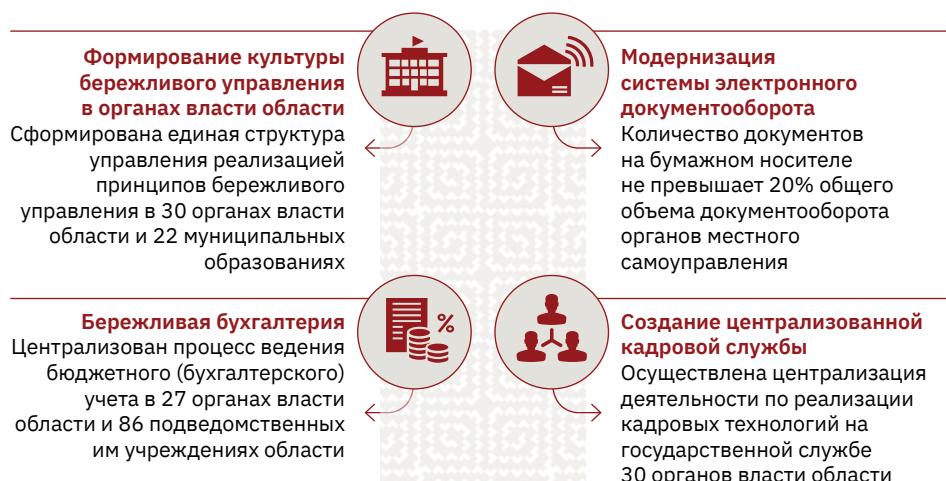 Формирование культуры
бережливого управления
в органах власти области
Сформирована единая структура
управления реализацией
принципов бережливого
управления в 30 органах власти
области и 22 муниципальных
образованиях
Модернизация
системы электронного
документооборота
Количество документов
на бумажном носителе
не превышает 20% общего
объема документооборота
органов местного
самоуправления
Бережливая бухгалтерия
Централизован процесс ведения
бюджетного (бухгалтерского)
учета в 27 органах власти
области и 86 подведомственных
им учреждениях области
%
Создание централизованной
кадровой службы
Осуществлена централизация
деятельности по реализации
кадровых технологий на
государственной службе
30 органов власти области